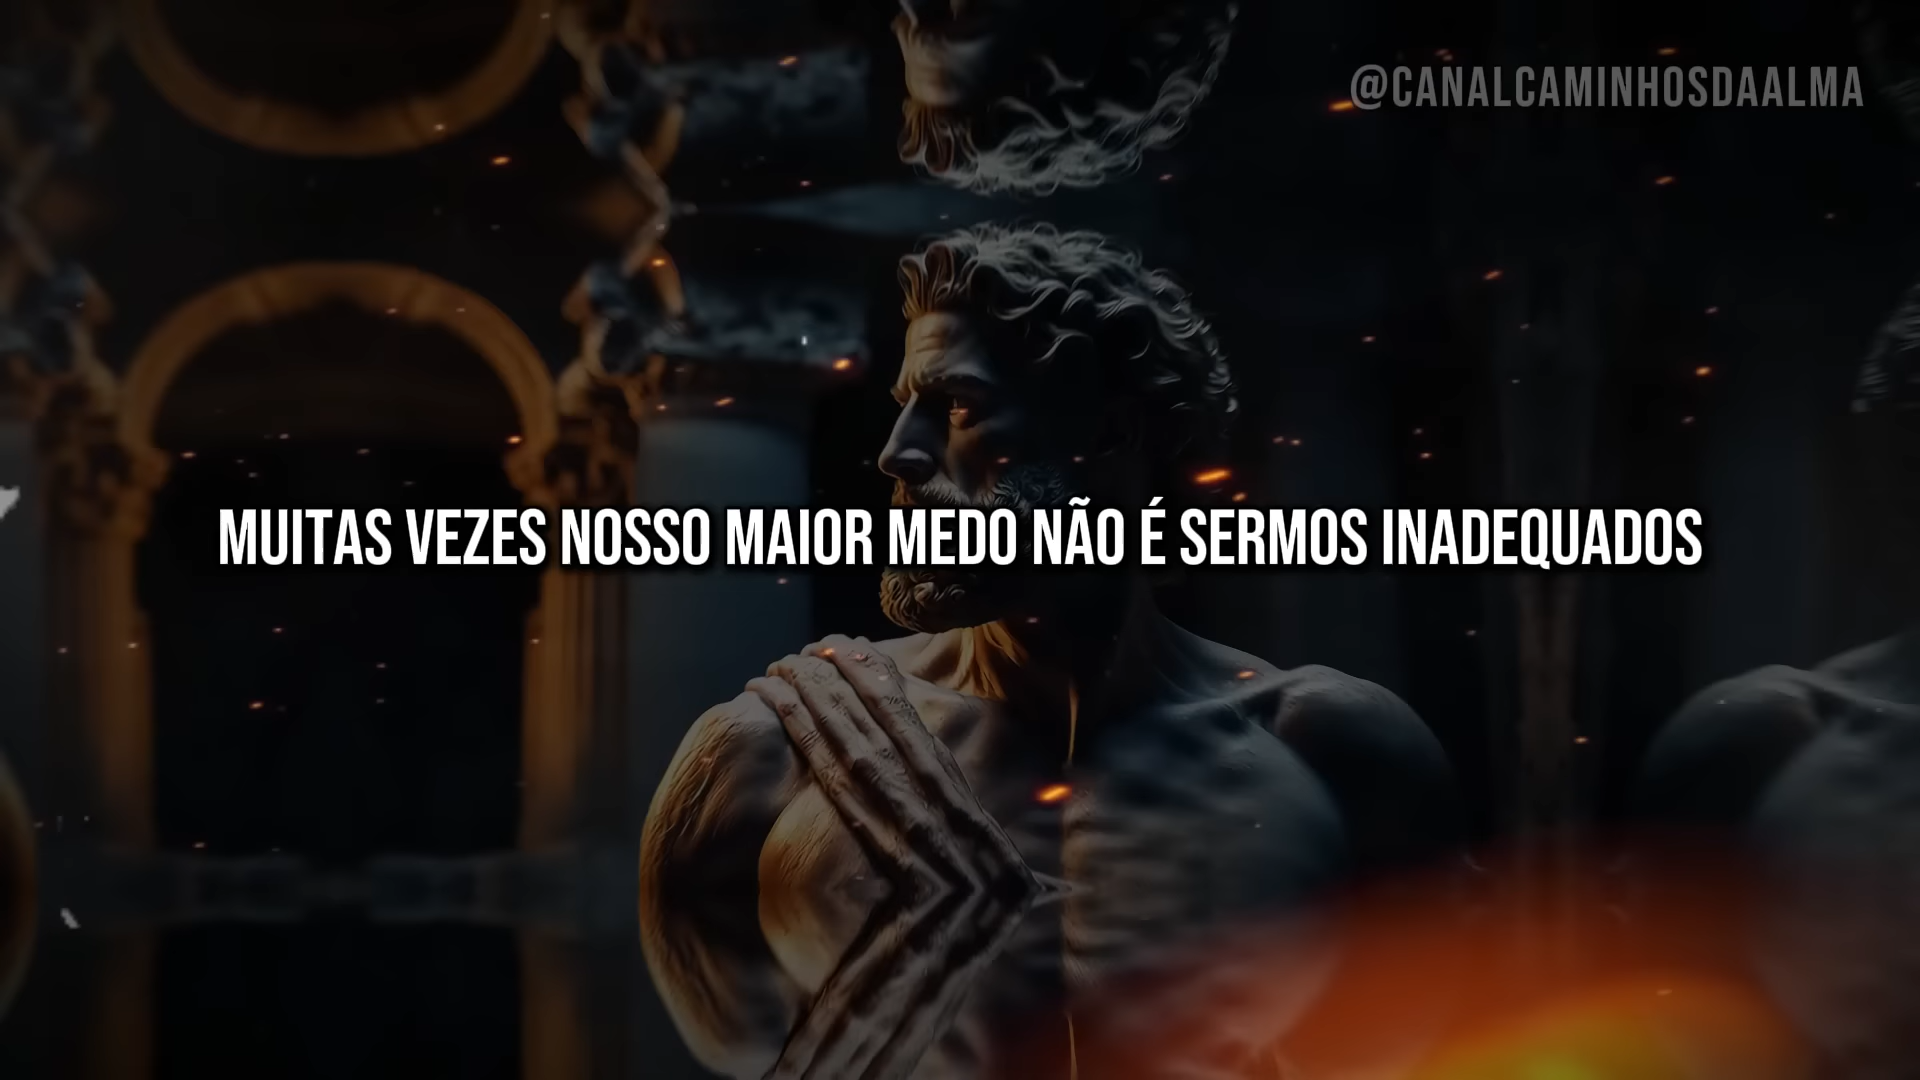 @CANALCAMINHOSDAALMA
MUITAS VEZES NOSSO MAIOR MEDO NÃO É SERMOS INADEQUADOS